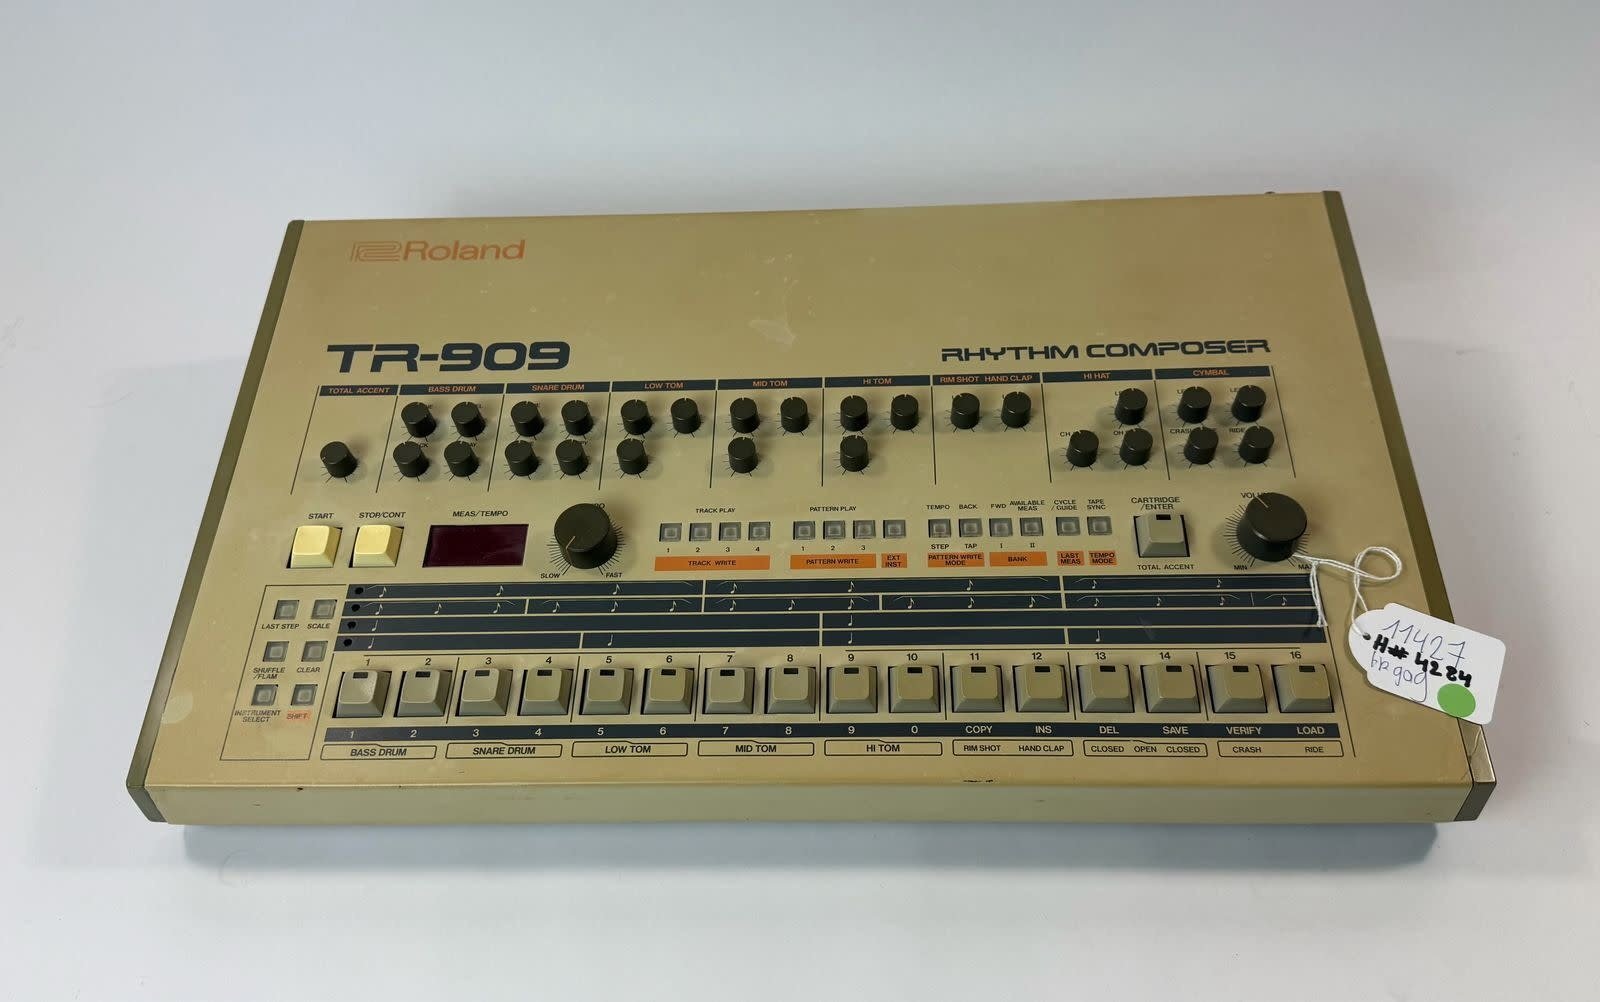 Roland
TR-909
RHYTHM COMPOSER
TOTAL ACCENT BASS DRUM SNARE DRUM LOW TOM MID TOM HI TOM RIM SHOT HAND CLAP HI HAT CYMBAL
CH OH CRASH RIDE
START STOP/CONT MEAS/TEMPO
SLOW FAST
TRACK PLAY
1 2 3 4
TRACK WRITE
PATTERN PLAY
1 2 3
PATTERN WRITE
EXT
INST
TEMPO BACK FWD AVAILABLE
MEAS
CYCLE
/ GUIDE
TAPE
SYNC
STEP TAP I II
PATTERN WRITE
MODE
BANK
LAST
MEAS
TEMPO
MODE
CARTRIDGE
/ENTER
TOTAL ACCENT
MIN
11427
H# 4284
LAST STEP SCALE
SHUFFLE
/FLAM
CLEAR
INSTRUMENT
SELECT
SHIFT
1 2 3 4 5 6 7 8 9 10 11 12 13 14 15 16
1 2 3 4 5 6 7 8 9 0 COPY INS DEL SAVE VERIFY LOAD
BASS DRUM SNARE DRUM LOW TOM MID TOM HI TOM RIM SHOT HAND CLAP CLOSED OPEN CLOSED CRASH RIDE